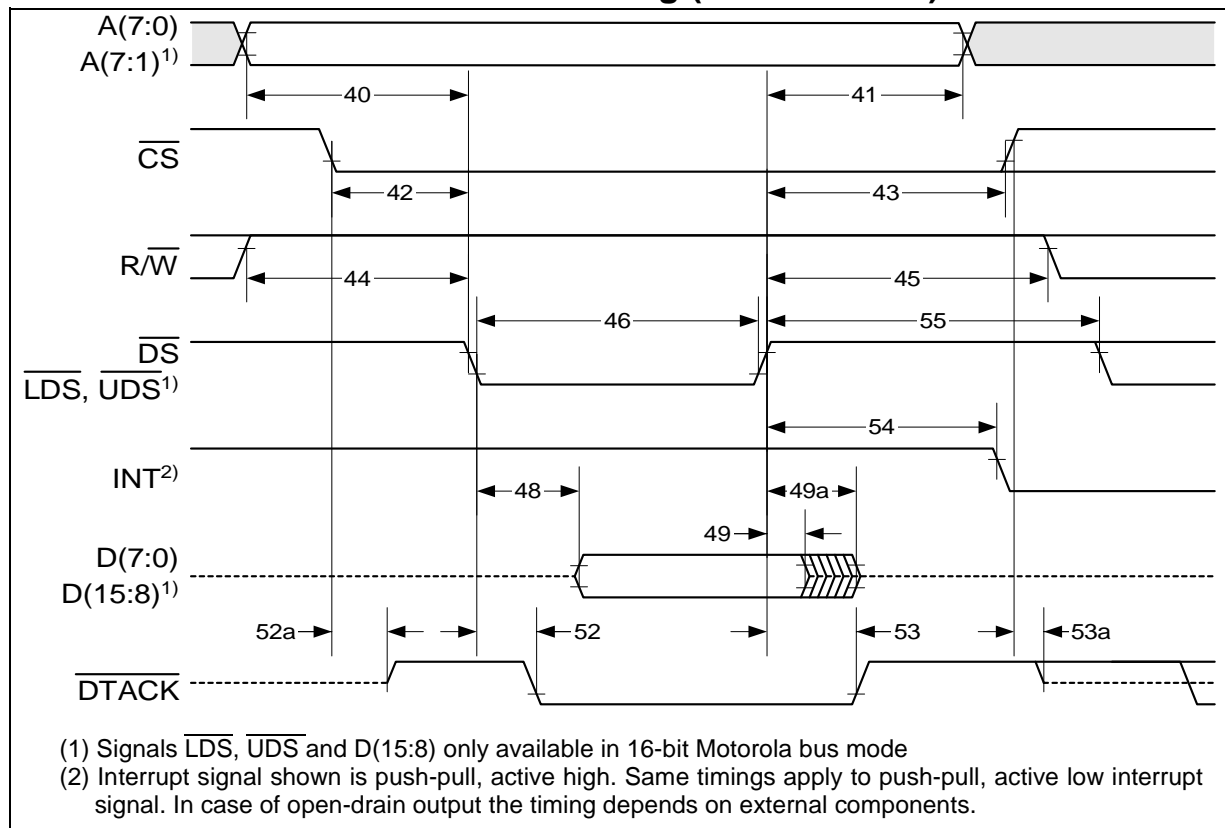 A(7:0)
A(7:1)1)
40
41
CS
42
43
R/W
44
45
46
55
DS
LDS, UDS1)
54
INT2)
48
49a
49
D(7:0)
D(15:8)1)
52a
52
53
53a
DTACK
(1) Signals LDS, UDS and D(15:8) only available in 16-bit Motorola bus mode
(2) Interrupt signal shown is push-pull, active high. Same timings apply to push-pull, active low interrupt
signal. In case of open-drain output the timing depends on external components.